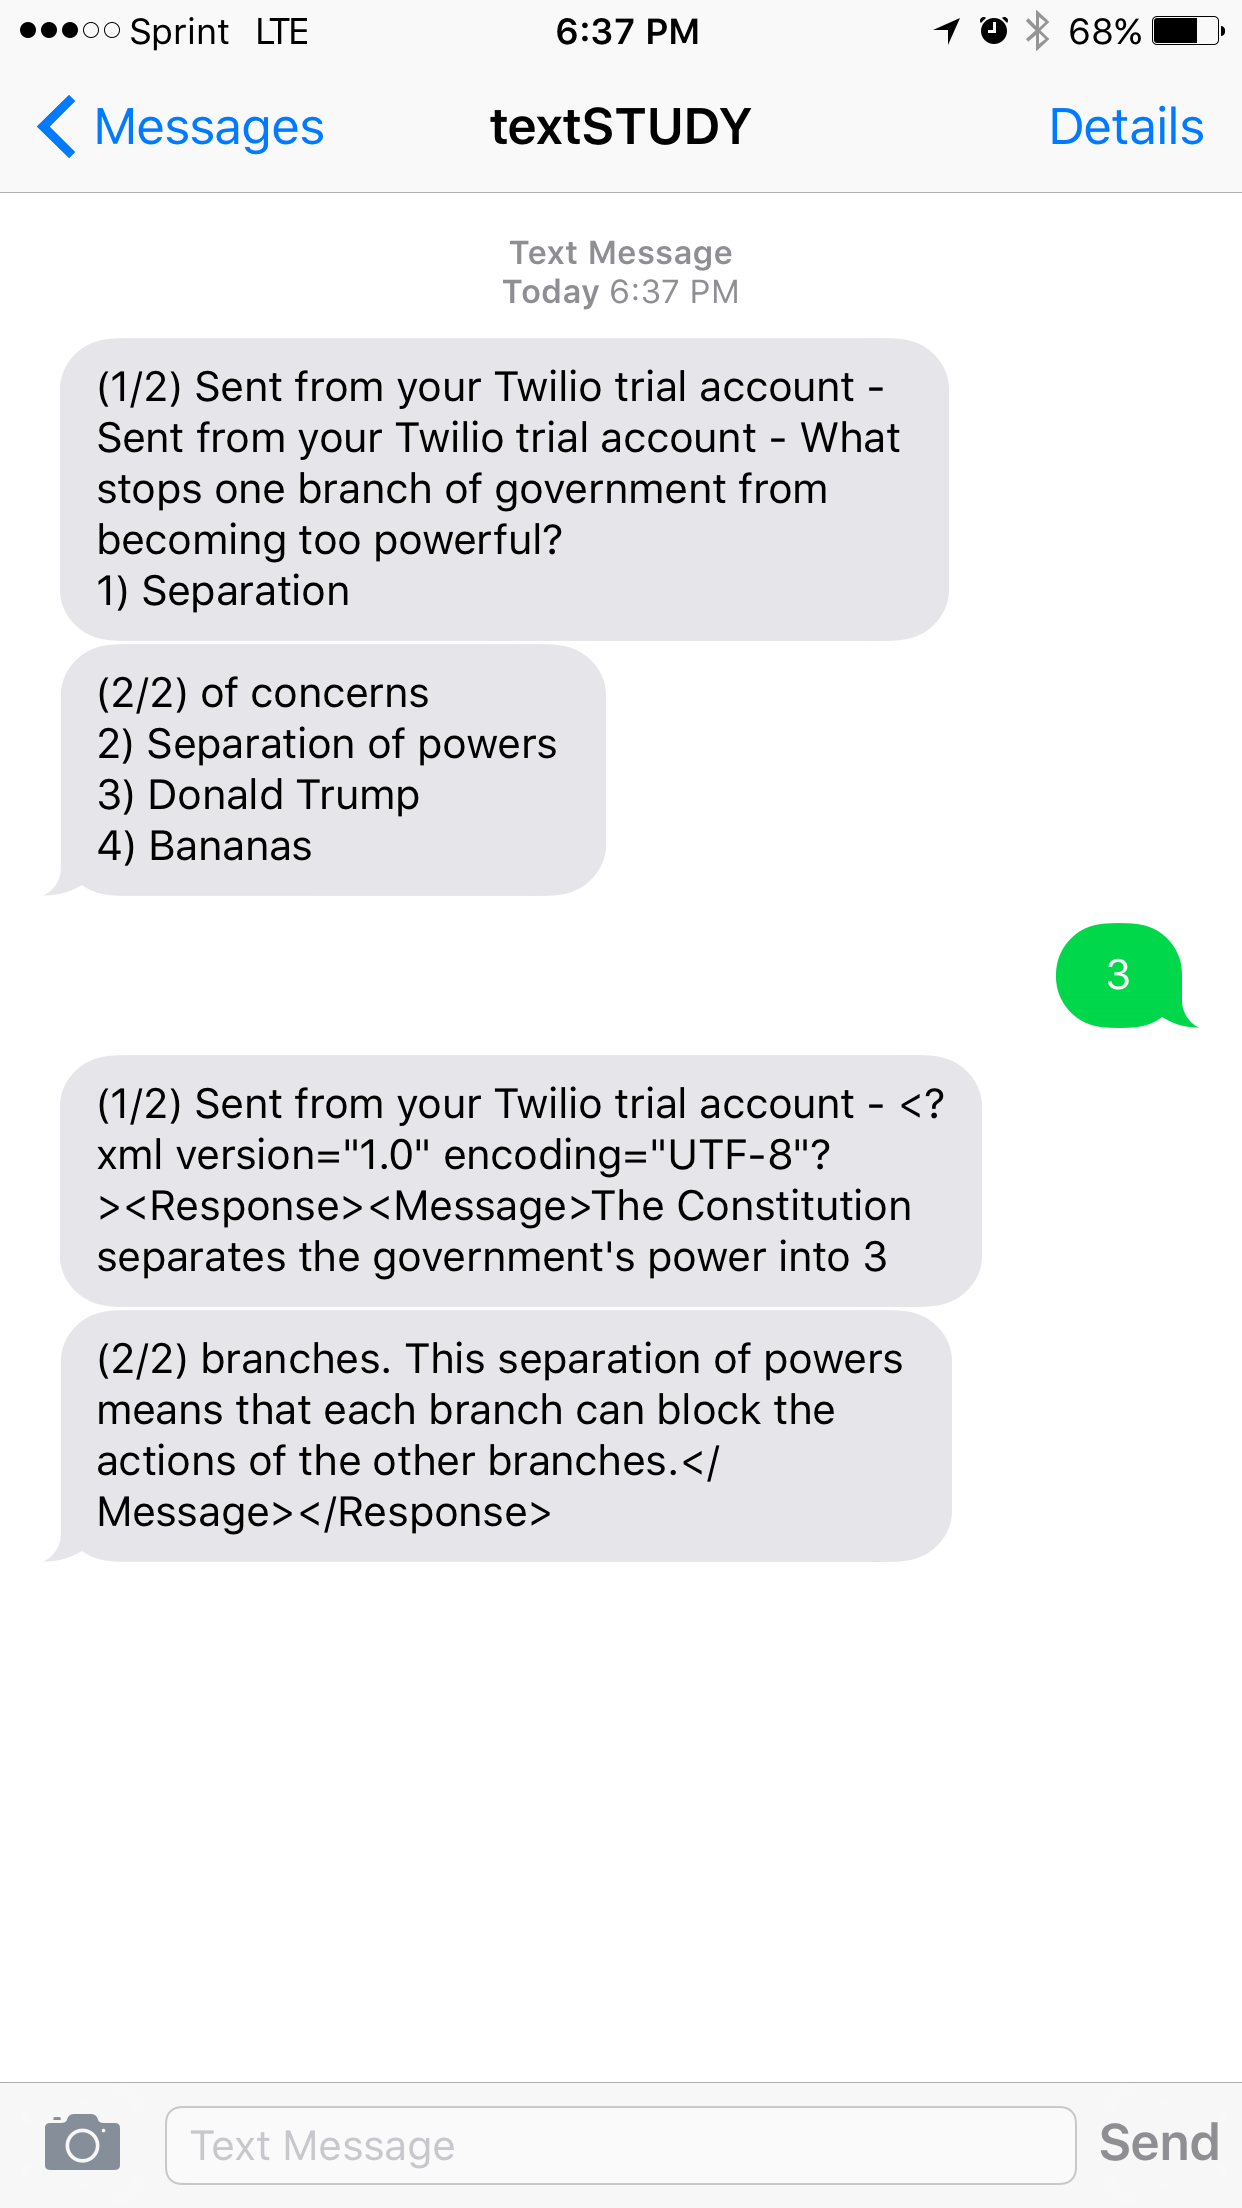 Sprint LTE 6:37 PM 68%
Messages textSTUDY Details
Text Message
Today 6:37 PM
(1/2) Sent from your Twilio trial account -
Sent from your Twilio trial account - What
stops one branch of government from
becoming too powerful?
1) Separation
(2/2) of concerns
2) Separation of powers
3) Donald Trump
4) Bananas
3
(1/2) Sent from your Twilio trial account - <?
xml version="1.0" encoding="UTF-8"?
><Response><Message>The Constitution
separates the government's power into 3
(2/2) branches. This separation of powers
means that each branch can block the
actions of the other branches.</
Message></Response>
Text Message Send